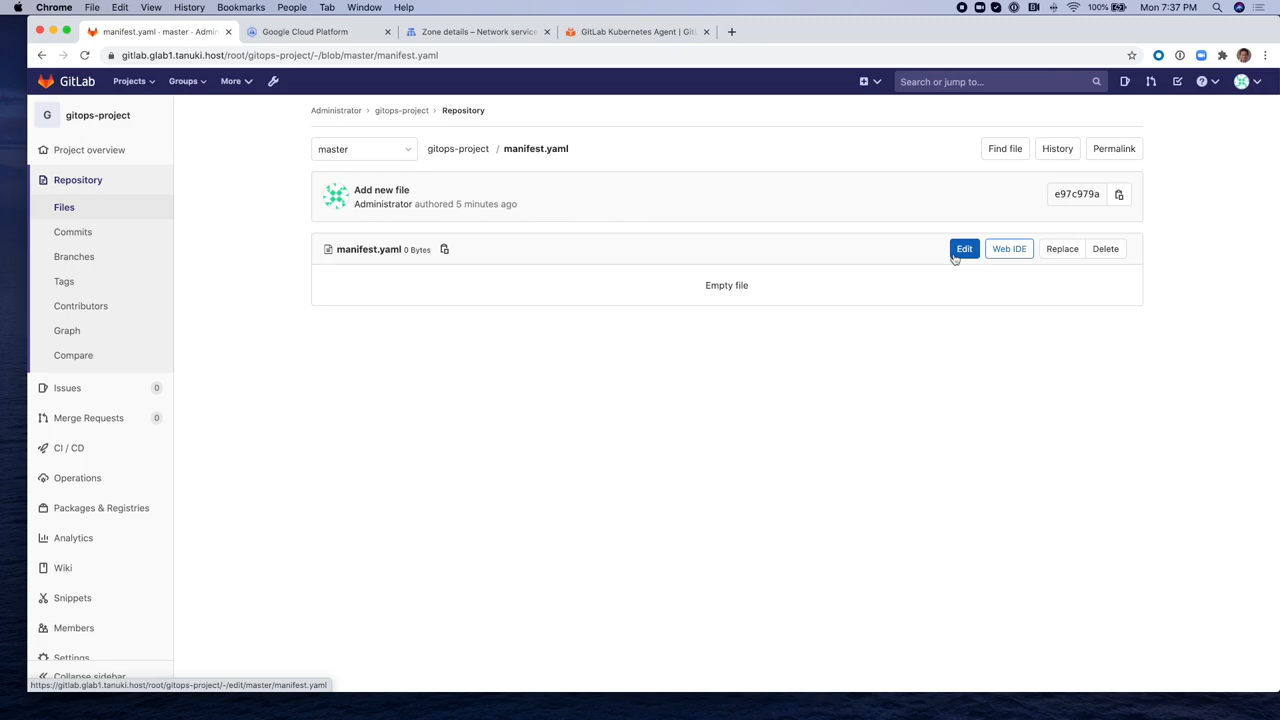 Chrome File Edit View History Bookmarks People Tab Window Help 100% Mon 7:37 PM
manifest.yaml · master · Admin Google Cloud Platform Zone details – Network service GitLab Kubernetes Agent | Git
gitlab.glab1.tanuki.host/root/gitops-project/-/blob/master/manifest.yaml
GitLab Projects Groups More Search or jump to...
G gitops-project
Project overview
Repository
Files
Commits
Branches
Tags
Contributors
Graph
Compare
Issues 0
Merge Requests 0
CI / CD
Operations
Packages & Registries
Analytics
Wiki
Snippets
Members
Settings
Collapse sidebar
Administrator > gitops-project > Repository
master gitops-project / manifest.yaml Find file History Permalink
Add new file
Administrator authored 5 minutes ago e97c979a
manifest.yaml 0 Bytes Edit Web IDE Replace Delete
Empty file
https://gitlab.glab1.tanuki.host/root/gitops-project/-/edit/master/manifest.yaml